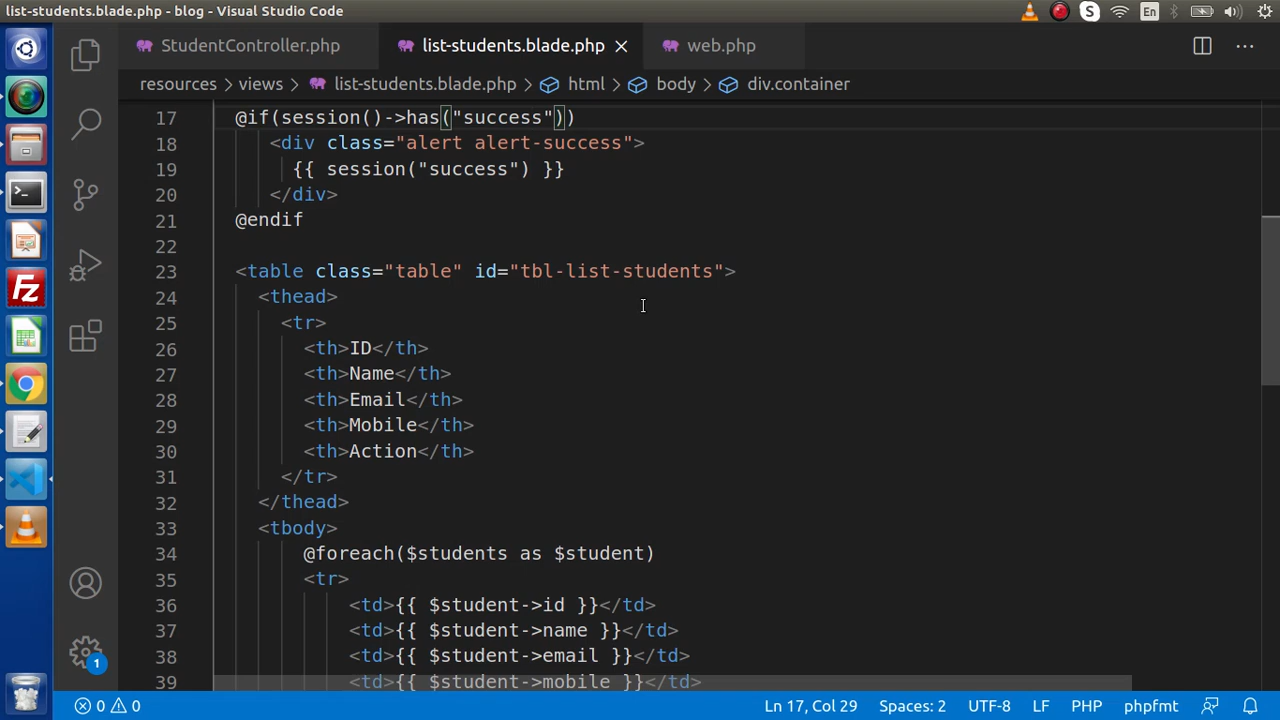 list-students.blade.php - blog - Visual Studio Code
S
En
StudentController.php
list-students.blade.php
web.php
resources
views
list-students.blade.php
html
body
div.container
17 @if(session()->has("success"))
18 <div class="alert alert-success">
19 {{ session("success") }}
20 </div>
21 @endif
22
23 <table class="table" id="tbl-list-students">
24 <thead>
25 <tr>
26 <th>ID</th>
27 <th>Name</th>
28 <th>Email</th>
29 <th>Mobile</th>
30 <th>Action</th>
31 </tr>
32 </thead>
33 <tbody>
34 @foreach($students as $student)
35 <tr>
36 <td>{{ $student->id }}</td>
37 <td>{{ $student->name }}</td>
38 <td>{{ $student->email }}</td>
39 <td>{{ $student->mobile }}</td>
Fz
1
0
0
Ln 17, Col 29
Spaces: 2
UTF-8
LF
PHP
phpfmt